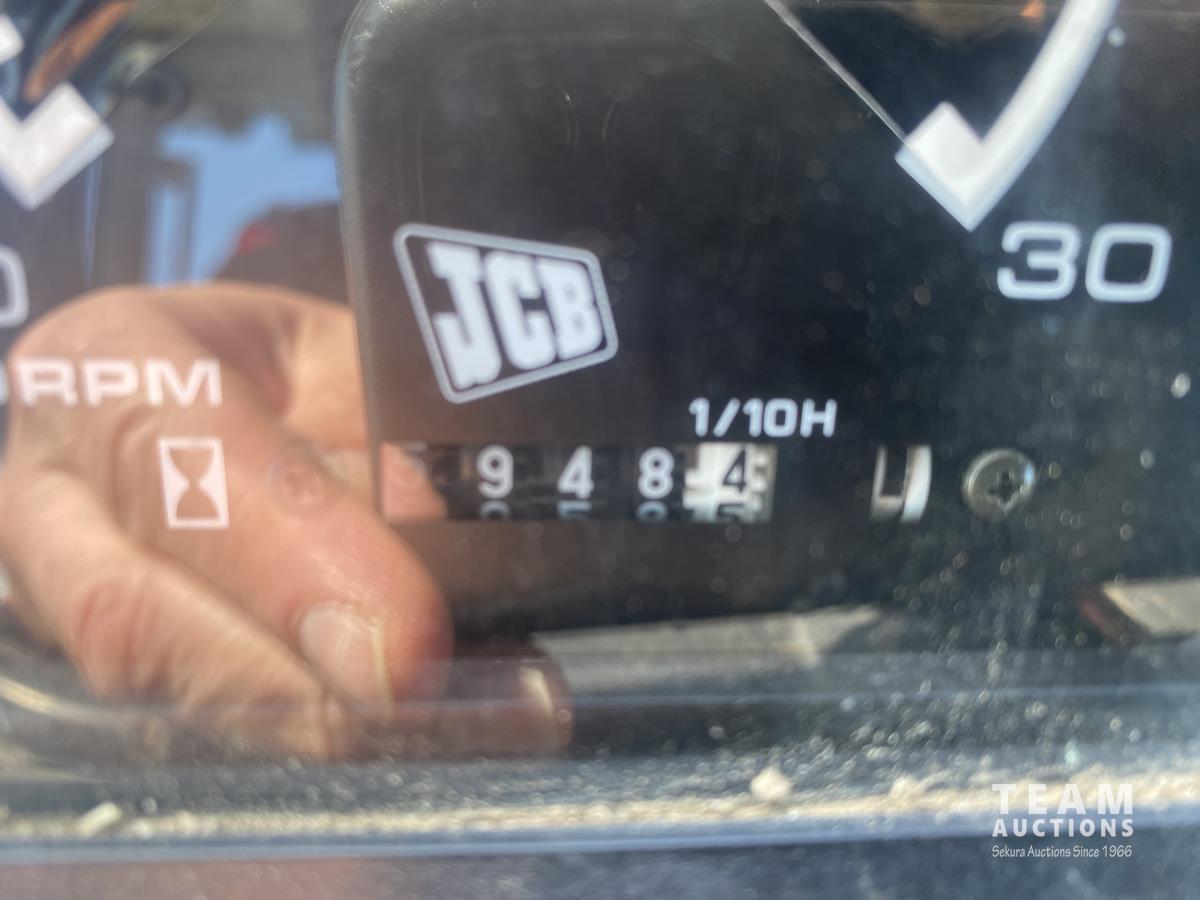 JCB
30
RPM
1/10H
9 4 8 4
TEAM
AUCTIONS
Sekura Auctions Since 1966